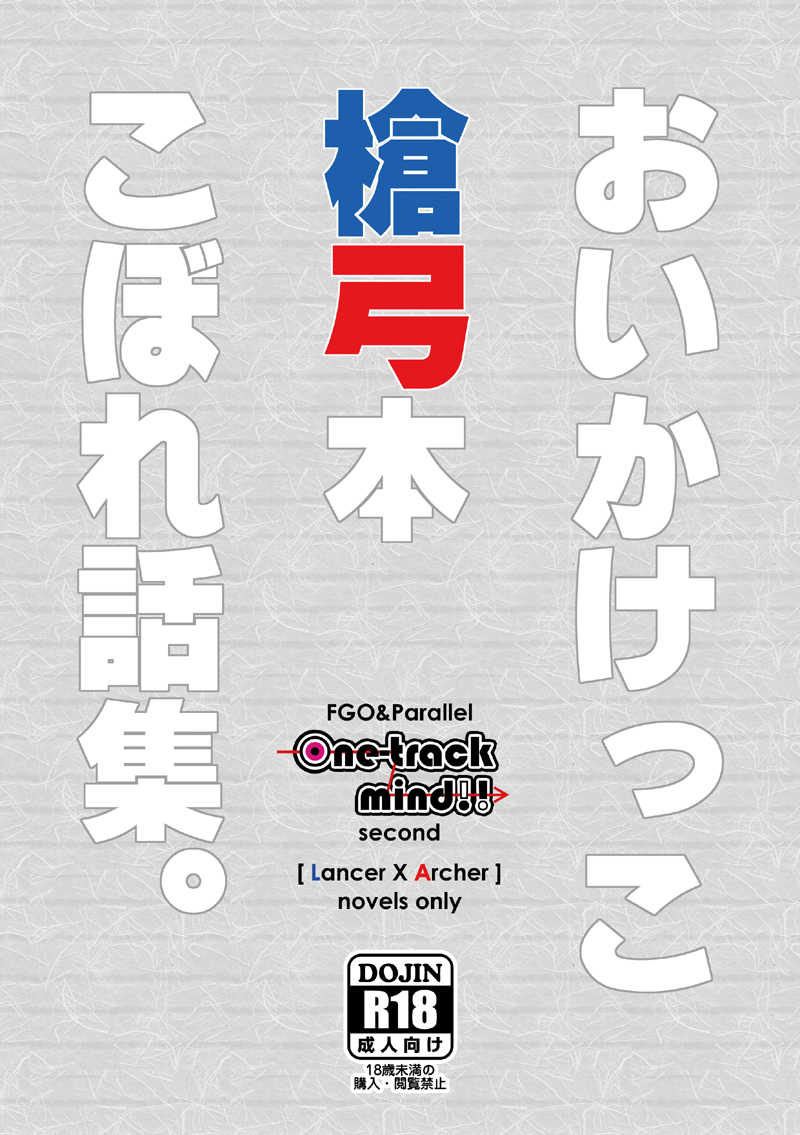 おいかけっこ
槍弓本
こぼれ話集。
FGO&Parallel
One-track
mind!!
second
[ Lancer X Archer ]
novels only
DOJIN
R18
成人向け
18歳未満の
購入・閲覧禁止